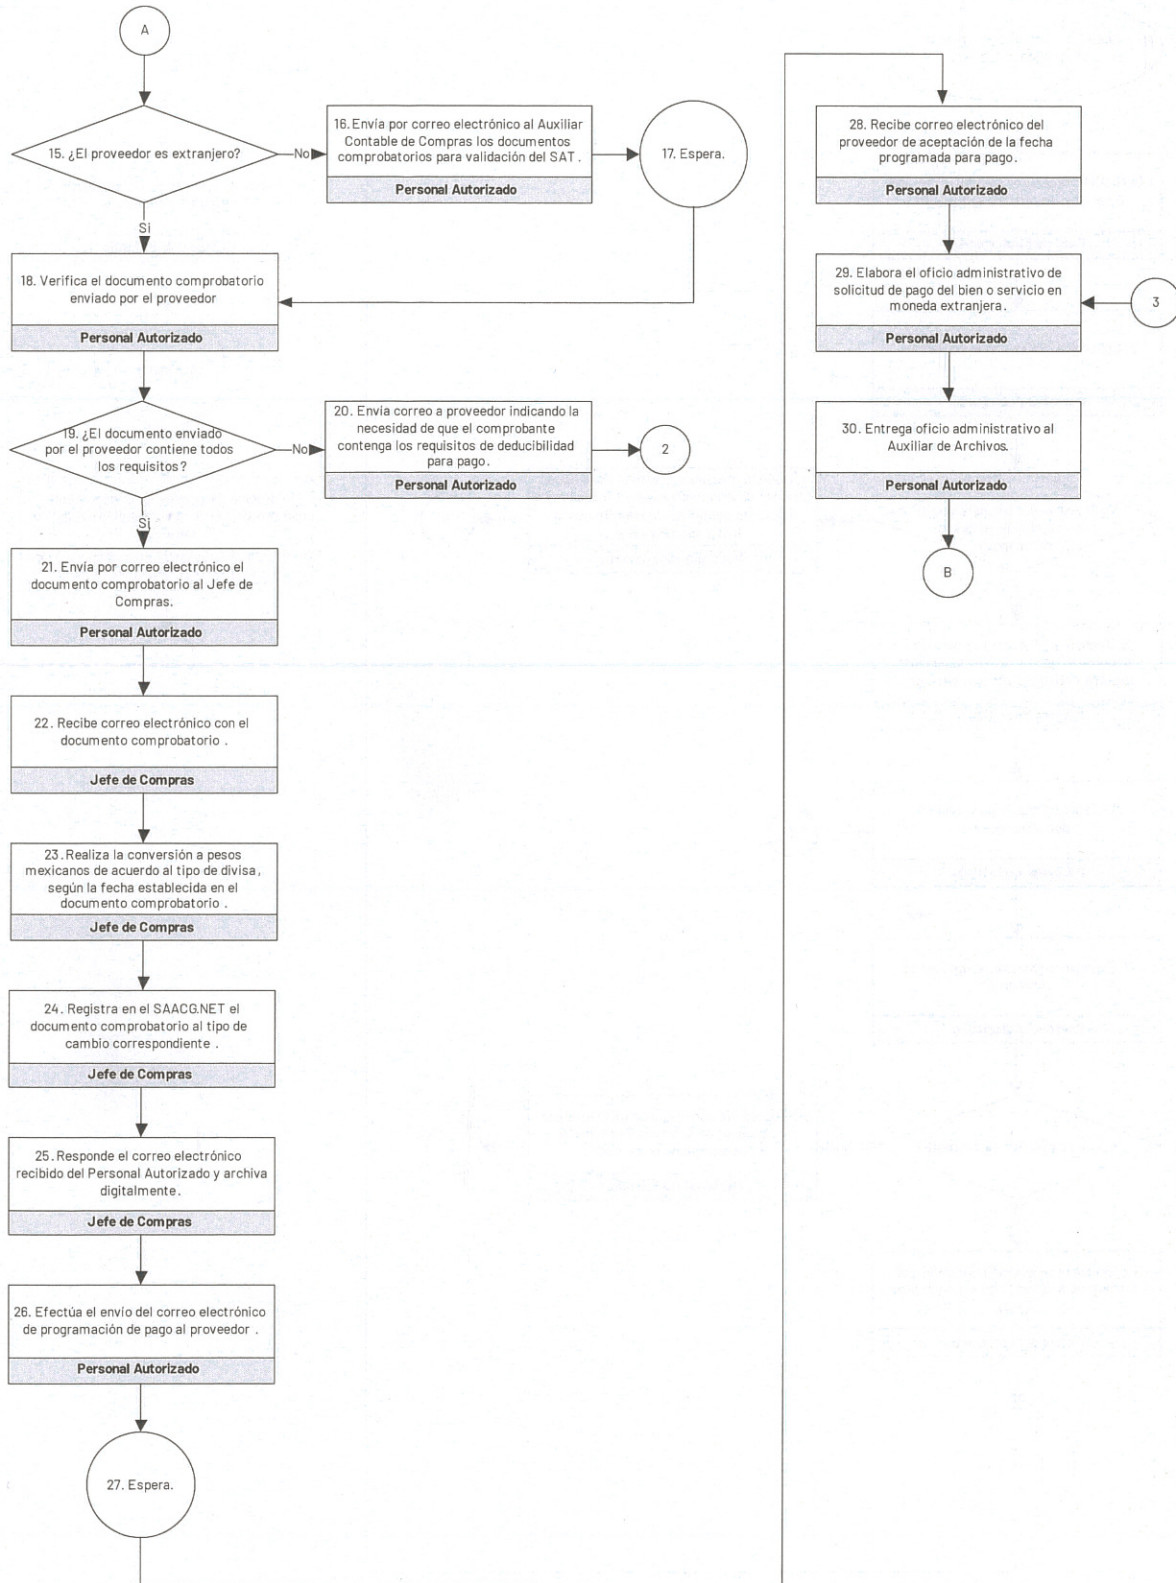 A
15. ¿El proveedor es extranjero?
No
16. Envía por correo electrónico al Auxiliar
Contable de Compras los documentos
comprobatorios para validación del SAT .
Personal Autorizado
17. Espera.
Si
18. Verifica el documento comprobatorio
enviado por el proveedor
Personal Autorizado
19. ¿El documento enviado
por el proveedor contiene todos
los requisitos?
No
20. Envía correo a proveedor indicando la
necesidad de que el comprobante
contenga los requisitos de deducibilidad
para pago.
Personal Autorizado
2
Si
21. Envía por correo electrónico el
documento comprobatorio al Jefe de
Compras.
Personal Autorizado
22. Recibe correo electrónico con el
documento comprobatorio .
Jefe de Compras
23. Realiza la conversión a pesos
mexicanos de acuerdo al tipo de divisa,
según la fecha establecida en el
documento comprobatorio .
Jefe de Compras
24. Registra en el SAACG.NET el
documento comprobatorio al tipo de
cambio correspondiente .
Jefe de Compras
25. Responde el correo electrónico
recibido del Personal Autorizado y archiva
digitalmente.
Jefe de Compras
26. Efectúa el envío del correo electrónico
de programación de pago al proveedor .
Personal Autorizado
27. Espera.
28. Recibe correo electrónico del
proveedor de aceptación de la fecha
programada para pago.
Personal Autorizado
29. Elabora el oficio administrativo de
solicitud de pago del bien o servicio en
moneda extranjera.
Personal Autorizado
3
30. Entrega oficio administrativo al
Auxiliar de Archivos.
Personal Autorizado
B